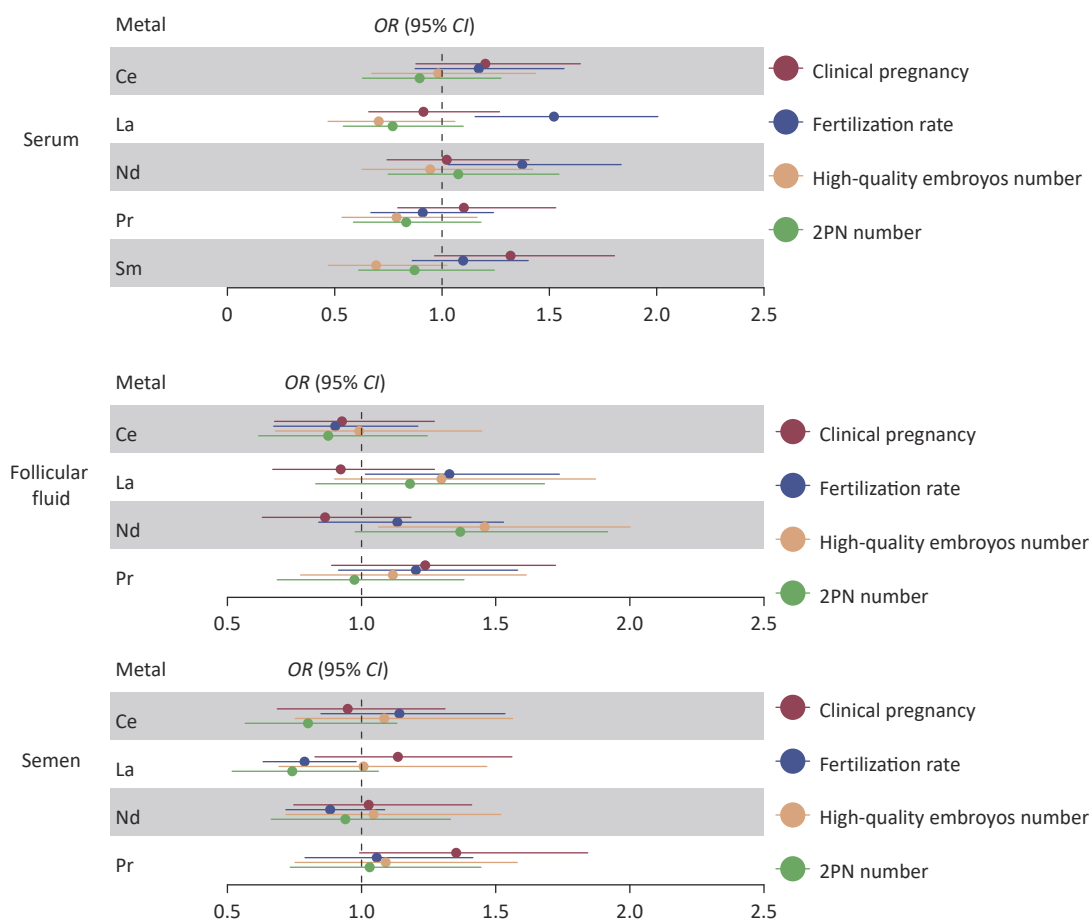 Metal OR (95% CI)
Serum
Ce
La
Nd
Pr
Sm
0 0.5 1.0 1.5 2.0 2.5
Clinical pregnancy
Fertilization rate
High-quality embroyos number
2PN number
Metal OR (95% CI)
Follicular
fluid
Ce
La
Nd
Pr
0.5 1.0 1.5 2.0 2.5
Clinical pregnancy
Fertilization rate
High-quality embroyos number
2PN number
Metal OR (95% CI)
Semen
Ce
La
Nd
Pr
0.5 1.0 1.5 2.0 2.5
Clinical pregnancy
Fertilization rate
High-quality embroyos number
2PN number